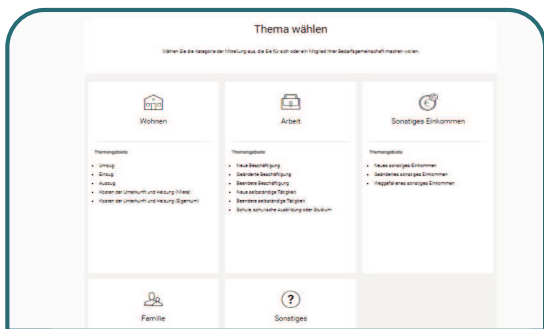 Thema wählen
Wählen Sie die Kategorie der Mitteilung aus, die Sie für sich oder ein Mitglied Ihrer Bedarfsgemeinschaft machen wollen.
Wohnen
Themengebiete
Umzug
Einzug
Auszug
Kosten der Unterkunft und Heizung (Miete)
Kosten der Unterkunft und Heizung (Eigentum)
Arbeit
Themengebiete
Neue Beschäftigung
Geänderte Beschäftigung
Beendete Beschäftigung
Neue selbständige Tätigkeit
Beendete selbständige Tätigkeit
Schule, schulische Ausbildung oder Studium
Sonstiges Einkommen
Themengebiete
Neues sonstiges Einkommen
Geändertes sonstiges Einkommen
Weggefallenes sonstiges Einkommen
Familie
Sonstiges